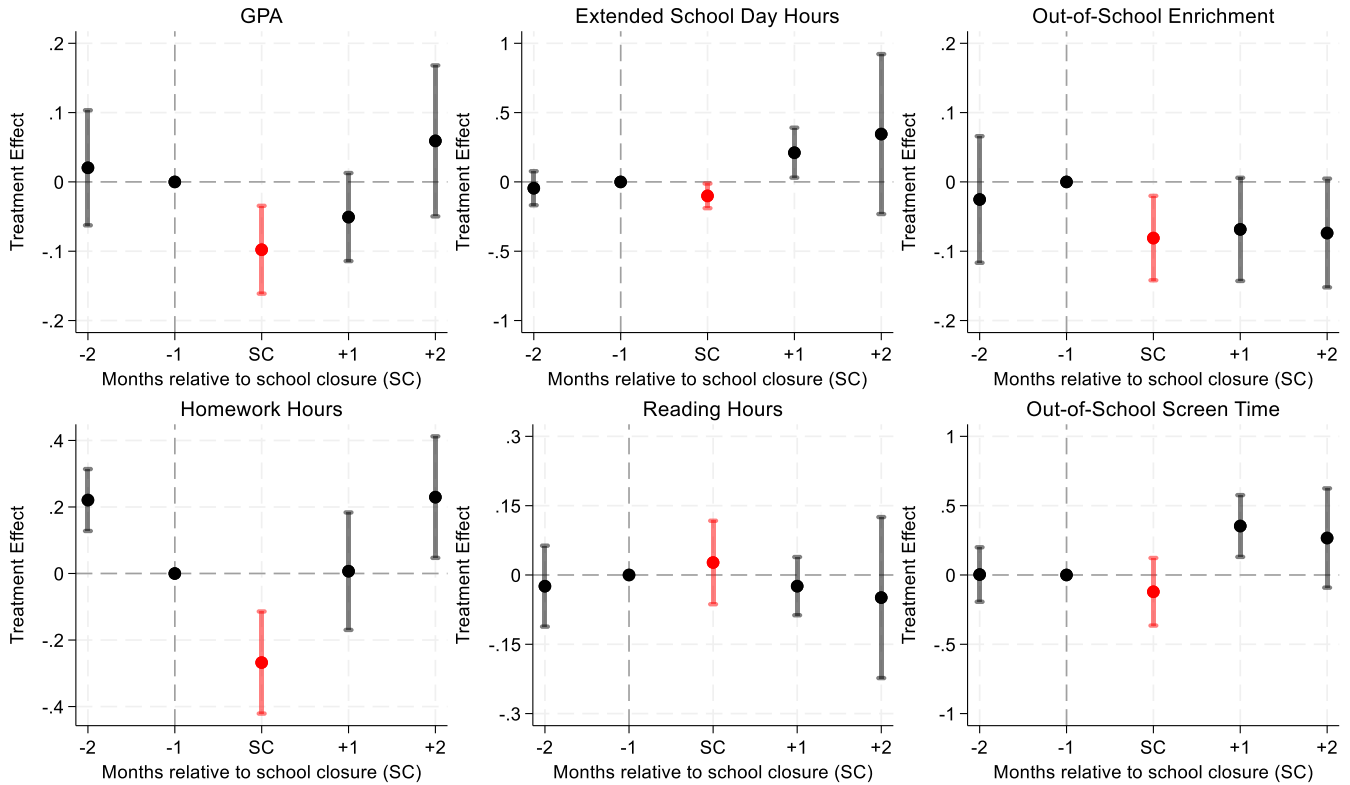 GPA
Extended School Day Hours
Out-of-School Enrichment
Treatment Effect
.2
.1
0
-.1
-.2
-2
-1
SC
+1
+2
Months relative to school closure (SC)
Treatment Effect
1
.5
0
-.5
-1
-2
-1
SC
+1
+2
Months relative to school closure (SC)
Treatment Effect
.2
.1
0
-.1
-.2
-2
-1
SC
+1
+2
Months relative to school closure (SC)
Homework Hours
Reading Hours
Out-of-School Screen Time
Treatment Effect
.4
.2
0
-.2
-.4
-2
-1
SC
+1
+2
Months relative to school closure (SC)
Treatment Effect
.3
.15
0
-.15
-.3
-2
-1
SC
+1
+2
Months relative to school closure (SC)
Treatment Effect
1
.5
0
-.5
-1
-2
-1
SC
+1
+2
Months relative to school closure (SC)